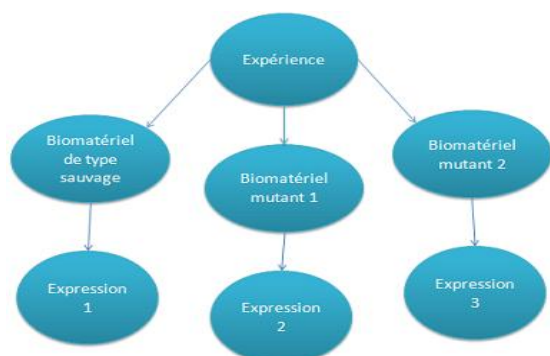 Expérience
Biomatériel
de type
sauvage
Biomatériel
mutant 1
Biomatériel
mutant 2
Expression
1
Expression
2
Expression
3